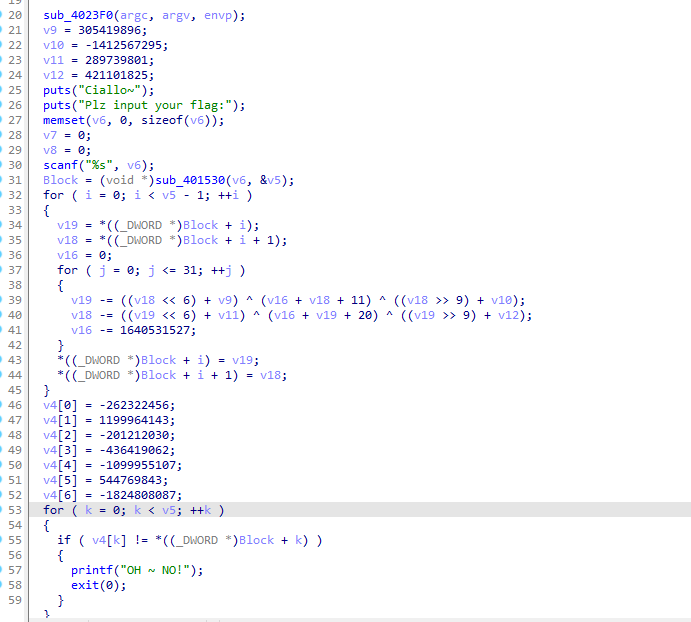 20 sub_4023F0(argc, argv, envp);
21 v9 = 305419896;
22 v10 = -1412567295;
23 v11 = 289739801;
24 v12 = 421101825;
25 puts("Ciallo~");
26 puts("Plz input your flag:");
27 memset(v6, 0, sizeof(v6));
28 v7 = 0;
29 v8 = 0;
30 scanf("%s", v6);
31 Block = (void *)sub_401530(v6, &v5);
32 for ( i = 0; i < v5 - 1; ++i )
33 {
34 v19 = *((_DWORD *)Block + i);
35 v18 = *((_DWORD *)Block + i + 1);
36 v16 = 0;
37 for ( j = 0; j <= 31; ++j )
38 {
39 v19 -= ((v18 << 6) + v9) ^ (v16 + v18 + 11) ^ ((v18 >> 9) + v10);
40 v18 -= ((v19 << 6) + v11) ^ (v16 + v19 + 20) ^ ((v19 >> 9) + v12);
41 v16 -= 1640531527;
42 }
43 *((_DWORD *)Block + i) = v19;
44 *((_DWORD *)Block + i + 1) = v18;
45 }
46 v4[0] = -262322456;
47 v4[1] = 1199964143;
48 v4[2] = -201212030;
49 v4[3] = -436419062;
50 v4[4] = -1099955107;
51 v4[5] = 544769843;
52 v4[6] = -1824808087;
53 for ( k = 0; k < v5; ++k )
54 {
55 if ( v4[k] != *((_DWORD *)Block + k) )
56 {
57 printf("OH ~ NO!");
58 exit(0);
59 }
}